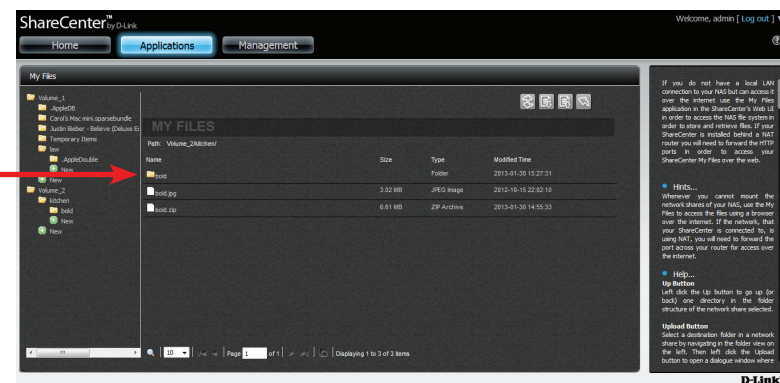 ShareCenter™ by D-Link
Welcome, admin [ Log out ]
Home
Applications
Management
My Files
Volume_1
.AppleDB
Carol's Mac mini.sparsebundle
Justin Bieber - Believe (Deluxe E
Temporary Items
law
.AppleDouble
New
New
Volume_2
kitchen
bold
New
New
MY FILES
Path: Volume_2/kitchen/
Name Size Type Modified Time
bold Folder 2013-01-30 15:27:31
bold.jpg 3.02 MB JPEG Image 2012-10-15 22:02:10
bold.zip 6.61 MB ZIP Archive 2013-01-30 14:55:33
10 Page 1 of 1 Displaying 1 to 3 of 3 items
If you do not have a local LAN
connection to your NAS but can access it
over the internet use the My Files
application in the ShareCenter's Web UI
in order to access the NAS file system in
order to store and retrieve files. If your
ShareCenter is installed behind a NAT
router you will need to forward the HTTP
ports in order to access your
ShareCenter My Files over the web.
Hints...
Whenever you cannot mount the
network shares of your NAS, use the My
Files to access the files using a browser
over the internet. If the network, that
your ShareCenter is connected to, is
using NAT, you will need to forward the
port across your router for access over
the internet.
Help...
Up Button
Left click the Up button to go up (or
back) one directory in the folder
structure of the network share selected.
Upload Button
Select a destination folder in a network
share by navigating in the folder view on
the left. Then left click the Upload
button to open a dialogue window where
D-Link